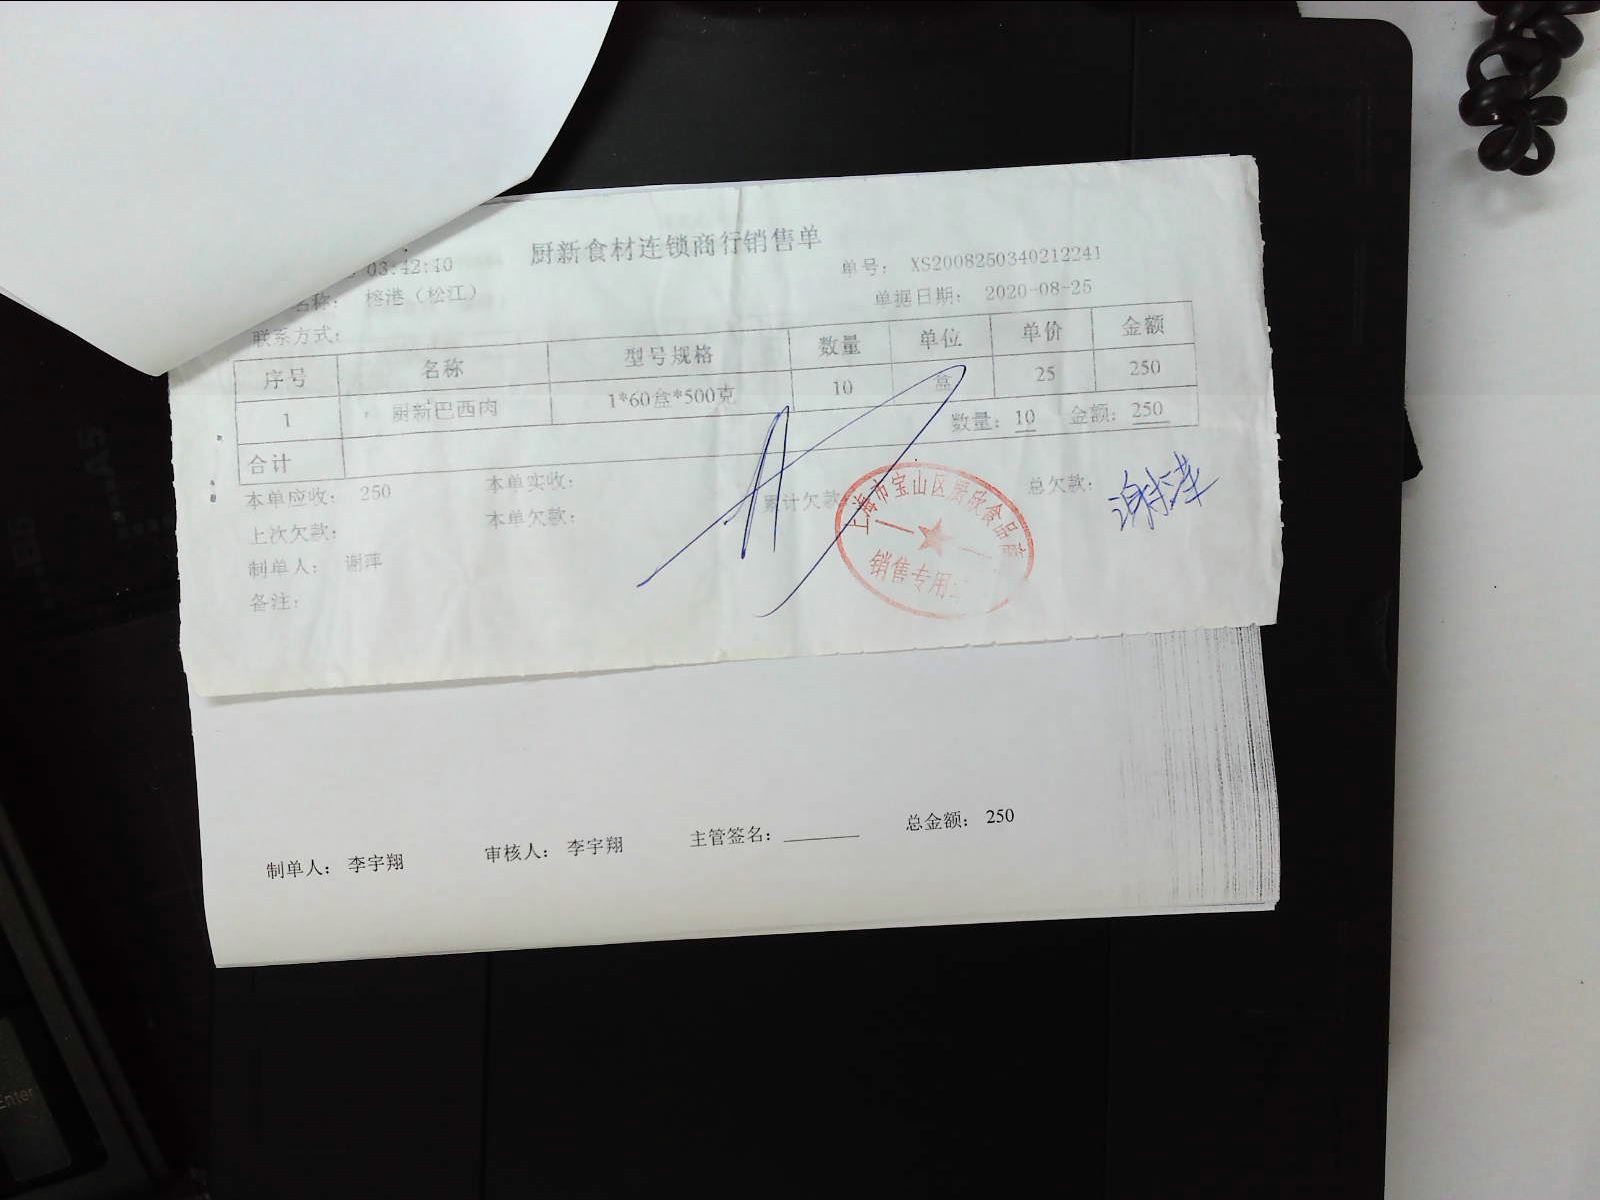 厨新食材连锁商行销售单
03:42:40 单号: XS2008250340212241
名称: 榕港（松江） 单据日期: 2020-08-25
联系方式:
序号 名称 型号规格 数量 单位 单价 金额
1 厨新巴西肉 1*60盒*500克 10 盒 25 250
合计 数量: 10 金额: 250
本单应收: 250 本单实收: 累计欠款 总欠款:
上次欠款: 本单欠款:
制单人: 谢萍
备注:
上海市宝山区
食品商
销售专用
制单人: 李宇翔 审核人: 李宇翔 主管签名: 总金额: 250
Enter